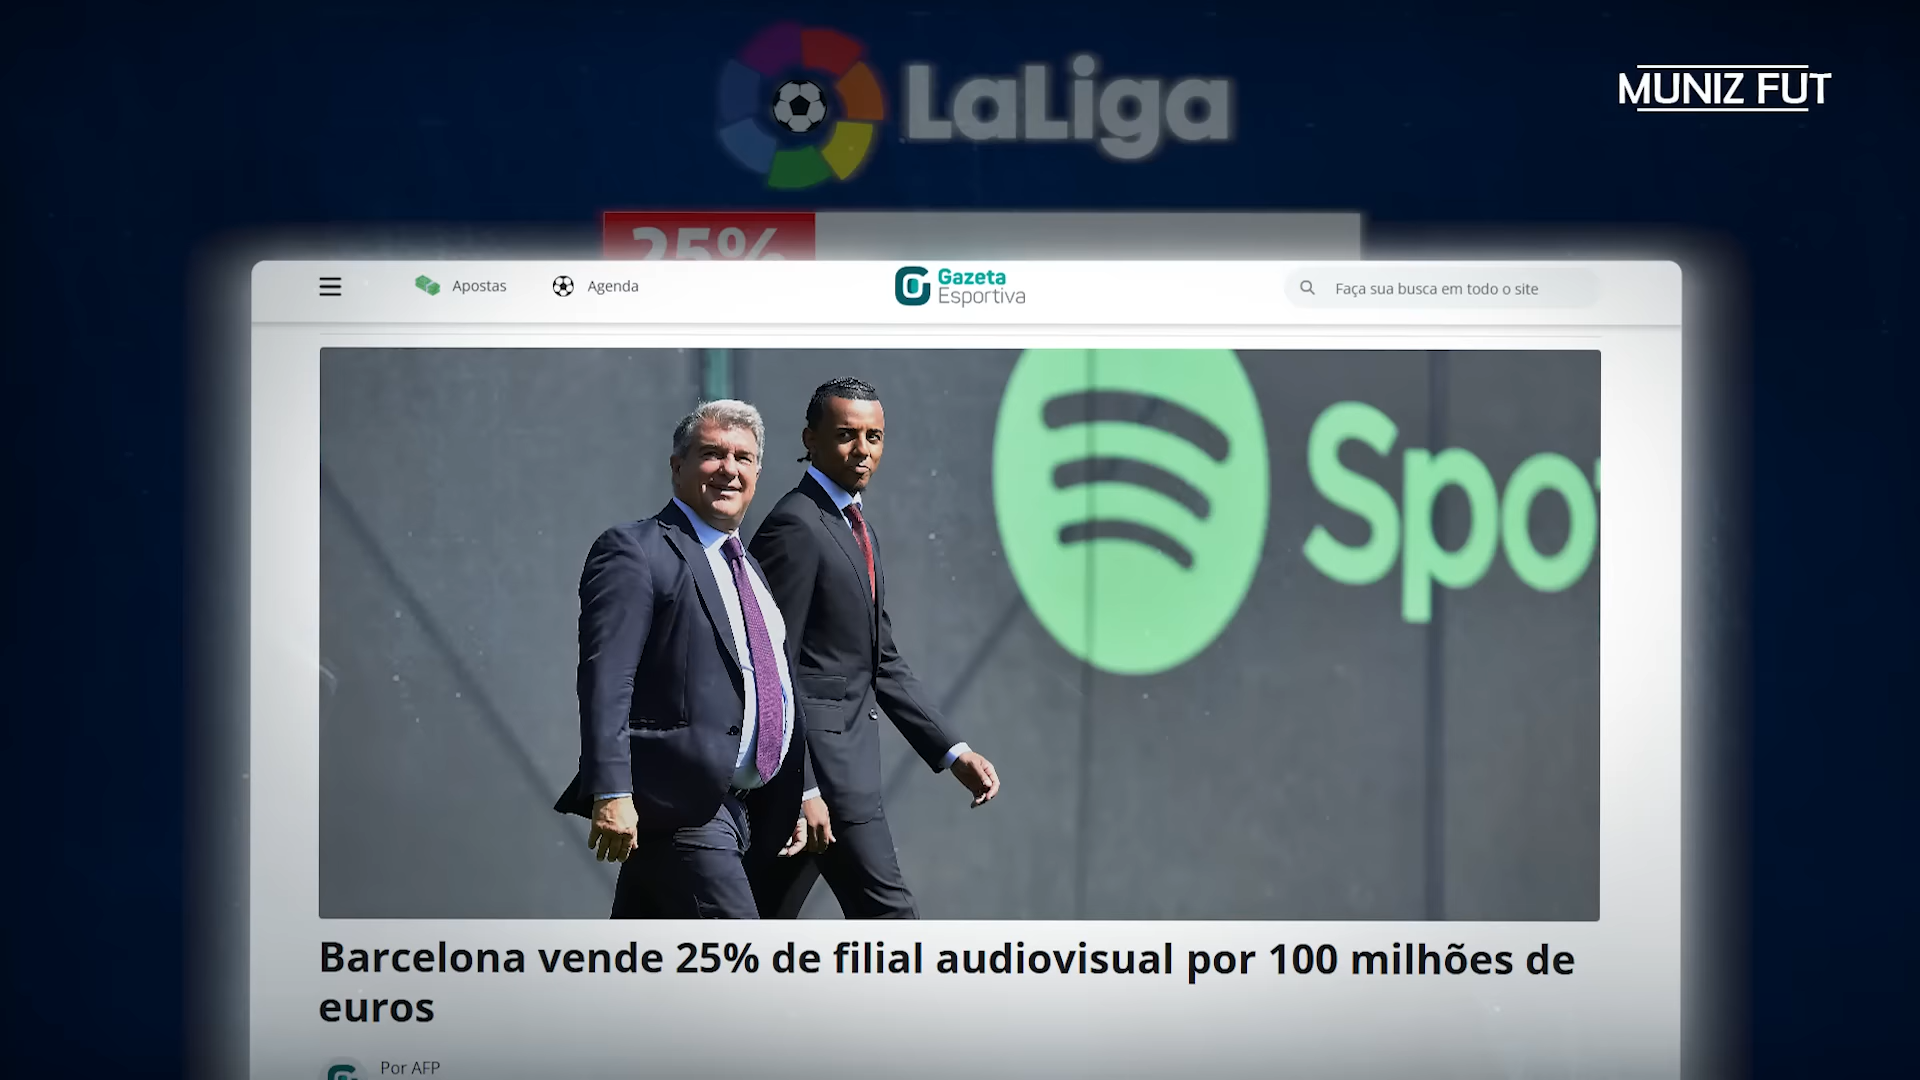 LaLiga
MUNIZ FUT
25%
Apostas
Agenda
Gazeta
Esportiva
Faça sua busca em todo o site
Spo
Barcelona vende 25% de filial audiovisual por 100 milhões de
euros
Por AFP